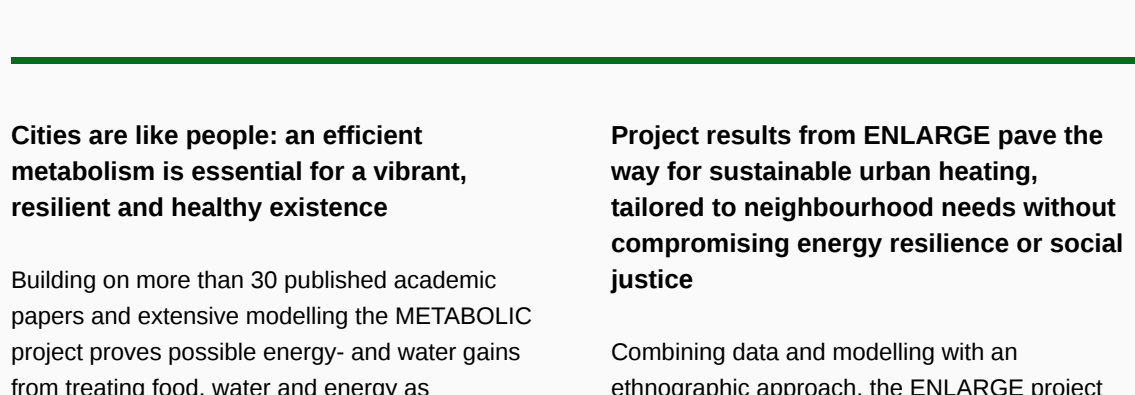 Cities are like people: an efficient
metabolism is essential for a vibrant,
resilient and healthy existence
Building on more than 30 published academic
papers and extensive modelling the METABOLIC
project proves possible energy- and water gains
from treating food, water and energy as
Project results from ENLARGE pave the
way for sustainable urban heating,
tailored to neighbourhood needs without
compromising energy resilience or social
justice
Combining data and modelling with an
ethnographic approach, the ENLARGE project